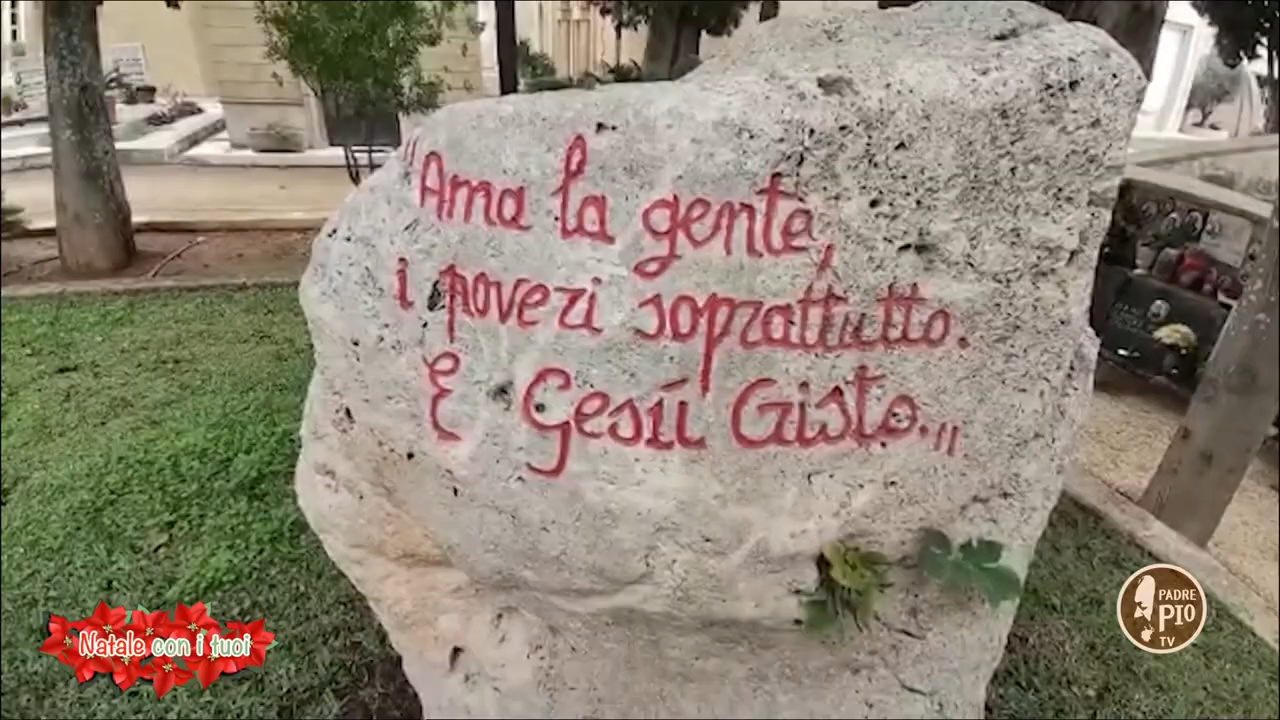 "Ama la gente,
i poveri soprattutto.
E Gesù Cristo.„
Natale con i tuoi
PADRE
PIO
TV